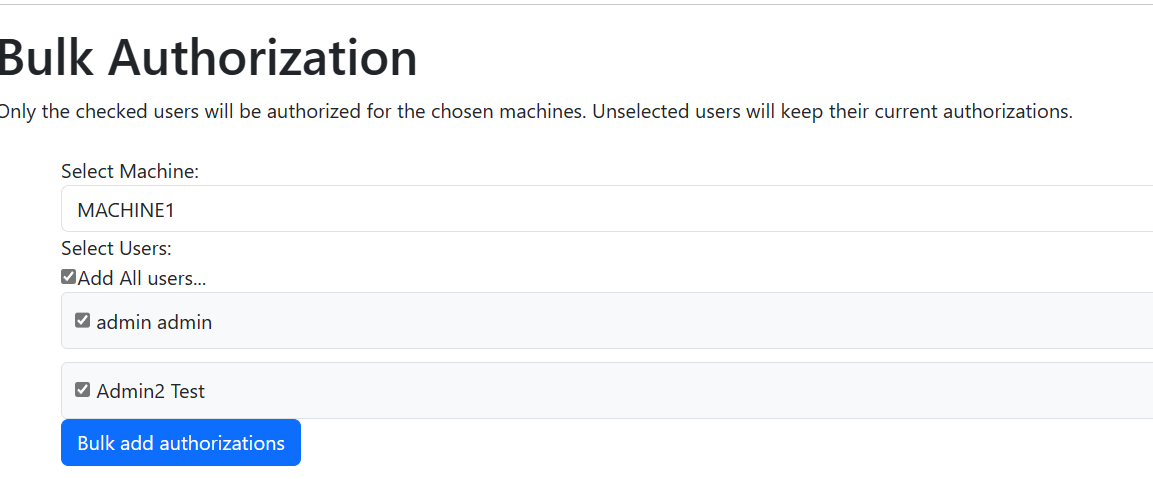 Bulk Authorization
Only the checked users will be authorized for the chosen machines. Unselected users will keep their current authorizations.
Select Machine:
MACHINE1
Select Users:
Add All users...
admin admin
Admin2 Test
Bulk add authorizations